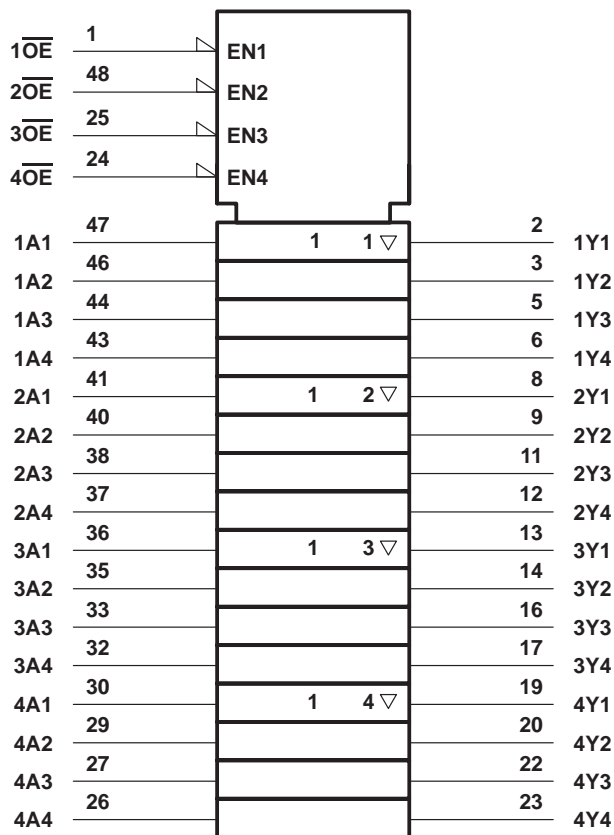 1O̅E̅ 1 EN1
2O̅E̅ 48 EN2
3O̅E̅ 25 EN3
4O̅E̅ 24 EN4
1A1 47 1 1 ▽ 2 1Y1
1A2 46 3 1Y2
1A3 44 5 1Y3
1A4 43 6 1Y4
2A1 41 1 2 ▽ 8 2Y1
2A2 40 9 2Y2
2A3 38 11 2Y3
2A4 37 12 2Y4
3A1 36 1 3 ▽ 13 3Y1
3A2 35 14 3Y2
3A3 33 16 3Y3
3A4 32 17 3Y4
4A1 30 1 4 ▽ 19 4Y1
4A2 29 20 4Y2
4A3 27 22 4Y3
4A4 26 23 4Y4